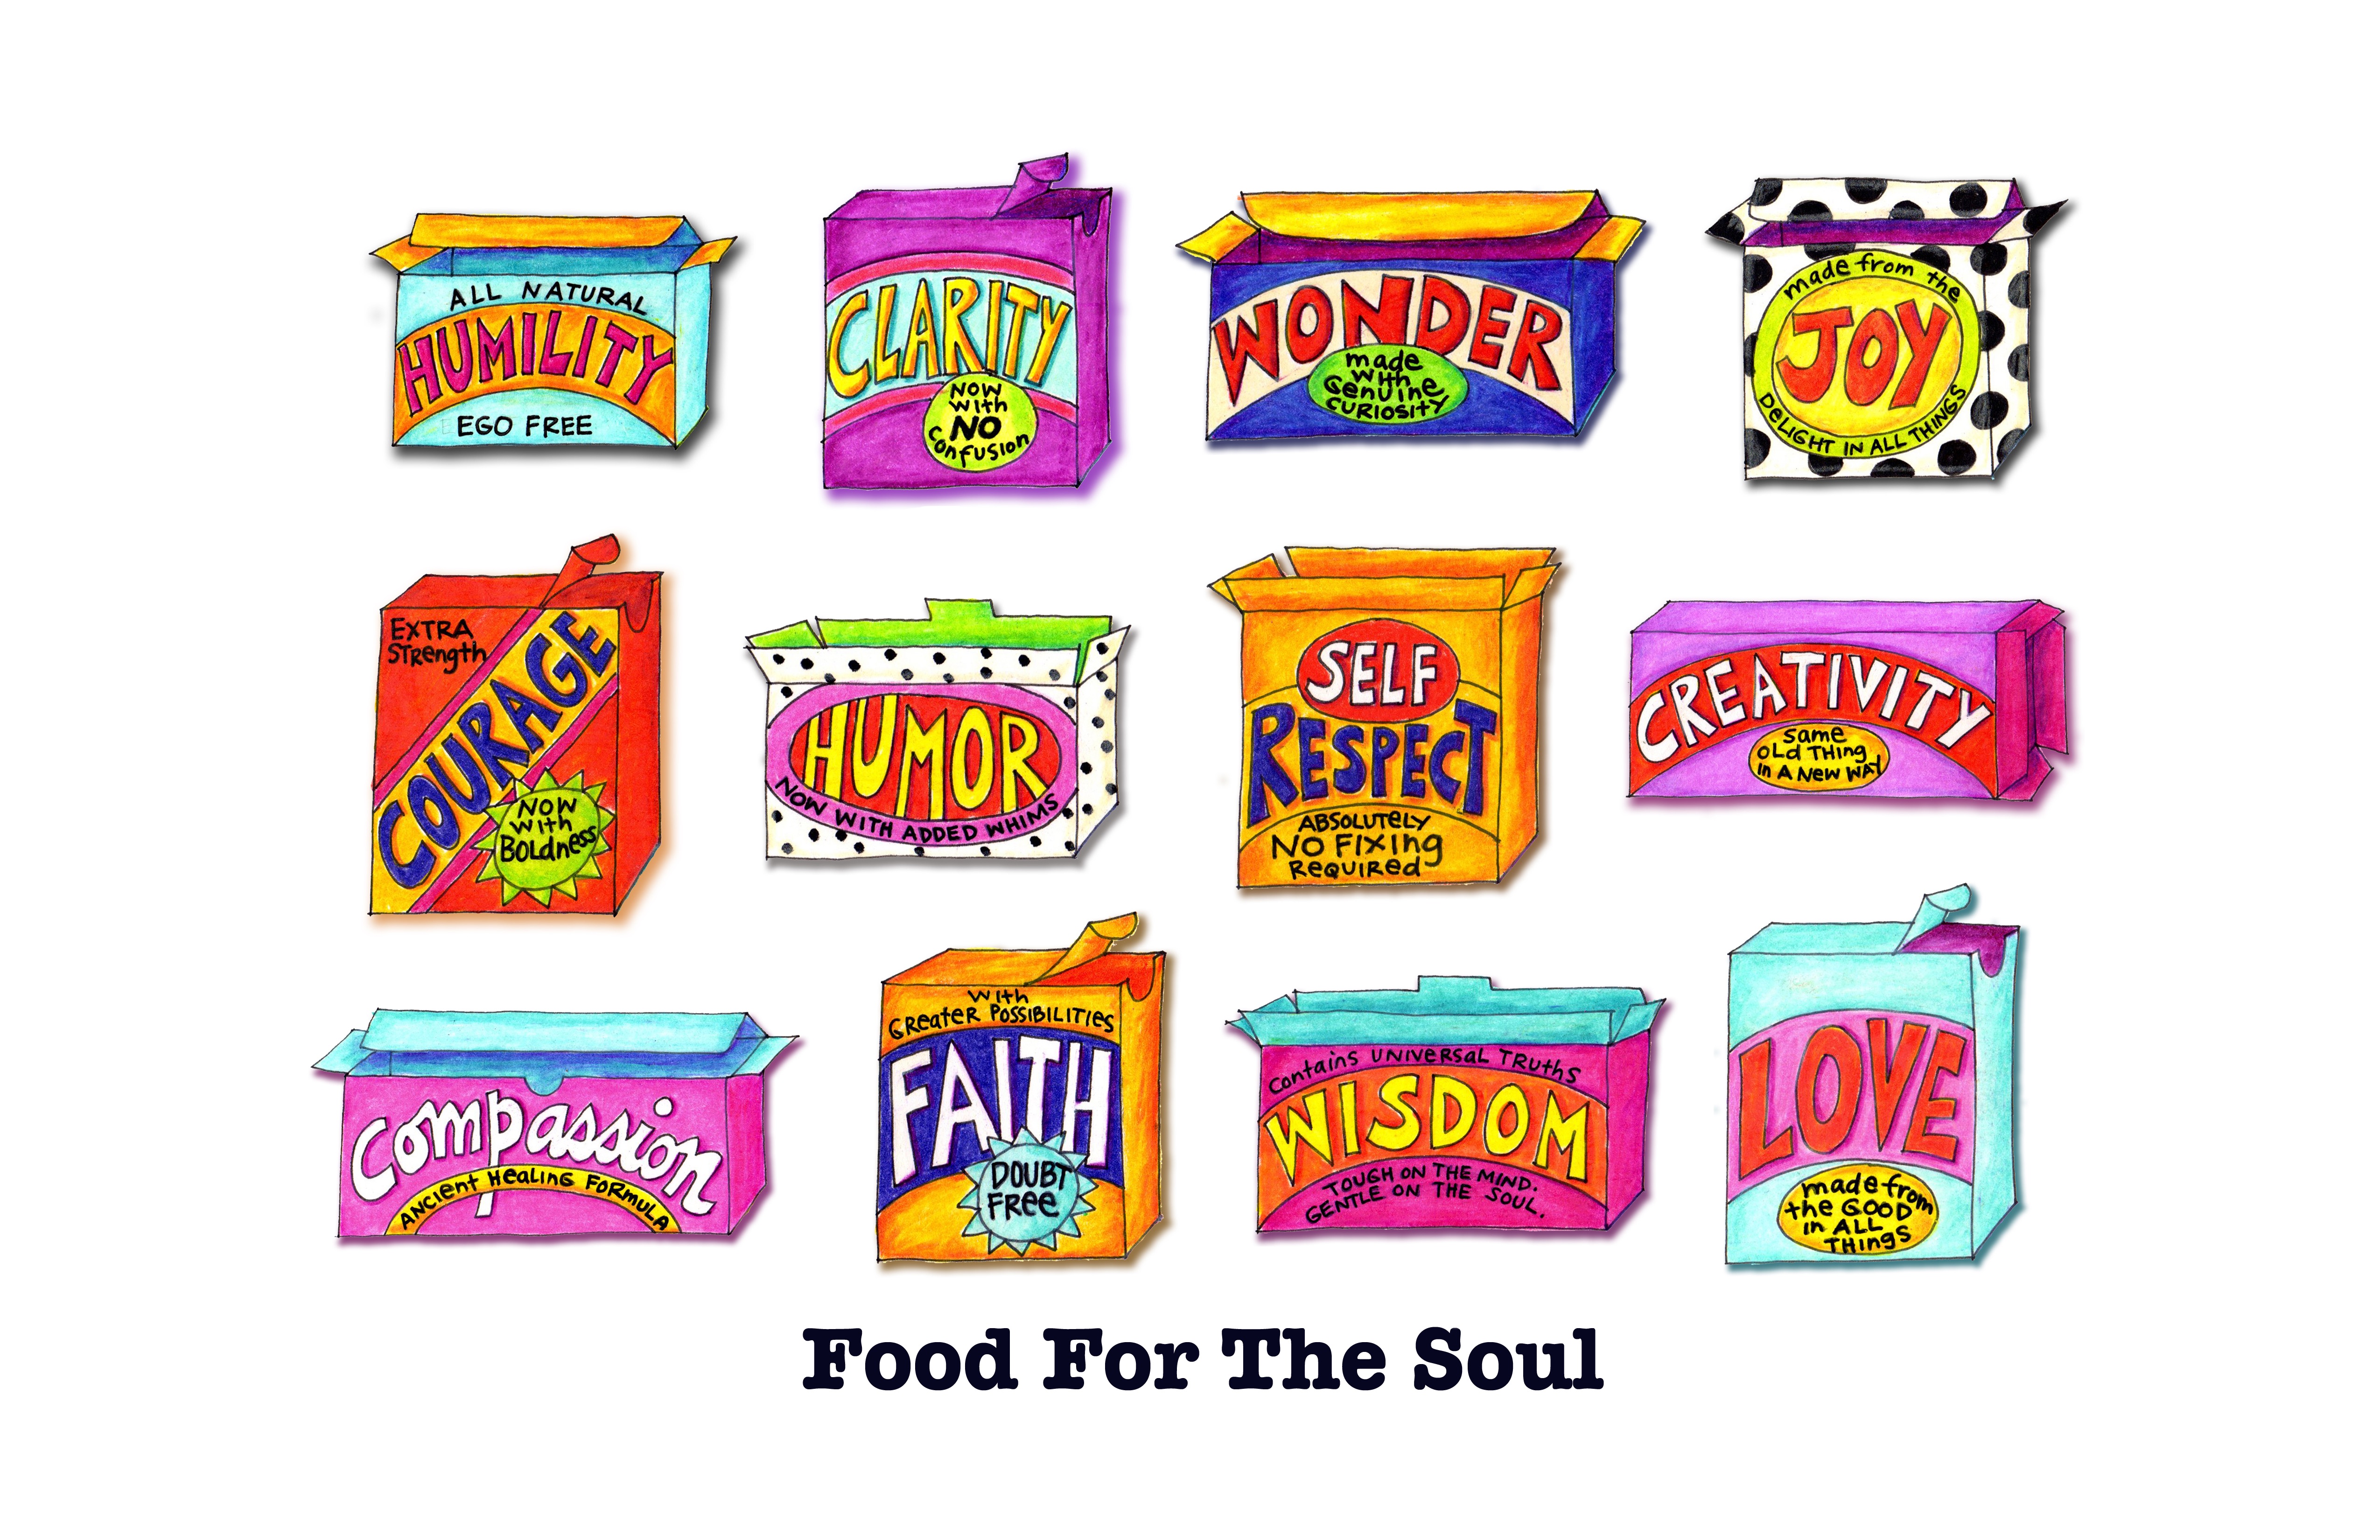 ALL NATURAL
HUMILITY
EGO FREE
CLARITY
NOW
with
NO
confusion
WONDER
made
with
Genuine
CURIOSITY
made from the
JOY
DELIGHT IN ALL THINGS
EXTRA
STRength
COURAGE
NOW
with
BOLdness
HUMOR
NOW WITH ADDED WHIMS
SELF
RESPECT
ABSOLUTELY
NO FIXING
REQUIRED
CREATIVITY
same
OLd THing
in A New WAY
Compassion
ANCIENT HEALING FORMULA
With
GREATER POSSIBILITIES
FAITH
DOUBT
FREE
Contains UNIVERSAL TRUTHS
WISDOM
TOUGH ON THE MIND.
GENTLE ON THE SOUL.
LOVE
made from
the GOOD
in ALL
THINGS
Food For The Soul